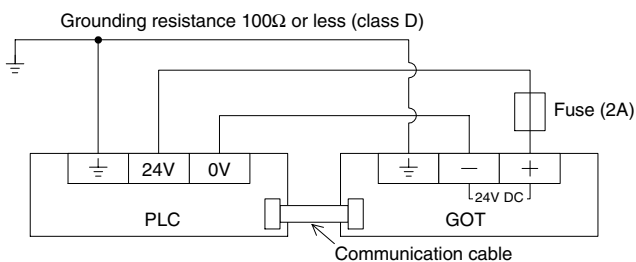 Grounding resistance 100Ω or less (class D)
Fuse (2A)
24V 0V − +
24V DC
PLC GOT
Communication cable